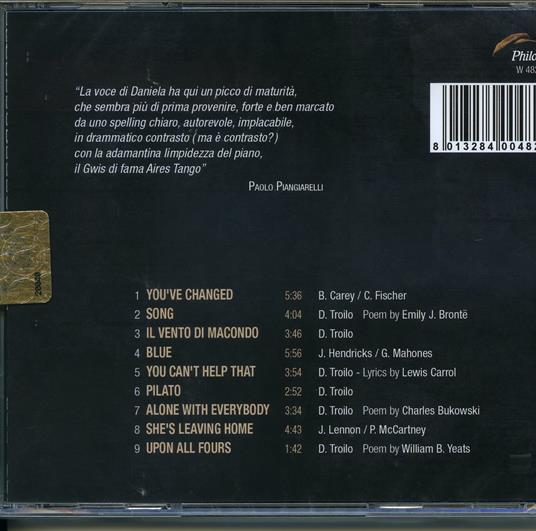 W 48
"La voce di Daniela ha qui un picco di maturità,
che sembra più di prima provenire, forte e ben marcato
da uno spelling chiaro, autorevole, implacabile,
in drammatico contrasto (ma è contrasto?)
con la adamantina limpidezza del piano,
il Gwis di fama Aires Tango"
PAOLO PIANGIARELLI
8 013284 00482
1 YOU'VE CHANGED 5:36 B. Carey / C. Fischer
2 SONG 4:04 D. Troilo Poem by Emily J. Brontë
3 IL VENTO DI MACONDO 3:46 D. Troilo
4 BLUE 5:56 J. Hendricks / G. Mahones
5 YOU CAN'T HELP THAT 3:54 D. Troilo - Lyrics by Lewis Carrol
6 PILATO 2:52 D. Troilo
7 ALONE WITH EVERYBODY 3:34 D. Troilo Poem by Charles Bukowski
8 SHE'S LEAVING HOME 4:43 J. Lennon / P. McCartney
9 UPON ALL FOURS 1:42 D. Troilo Poem by William B. Yeats